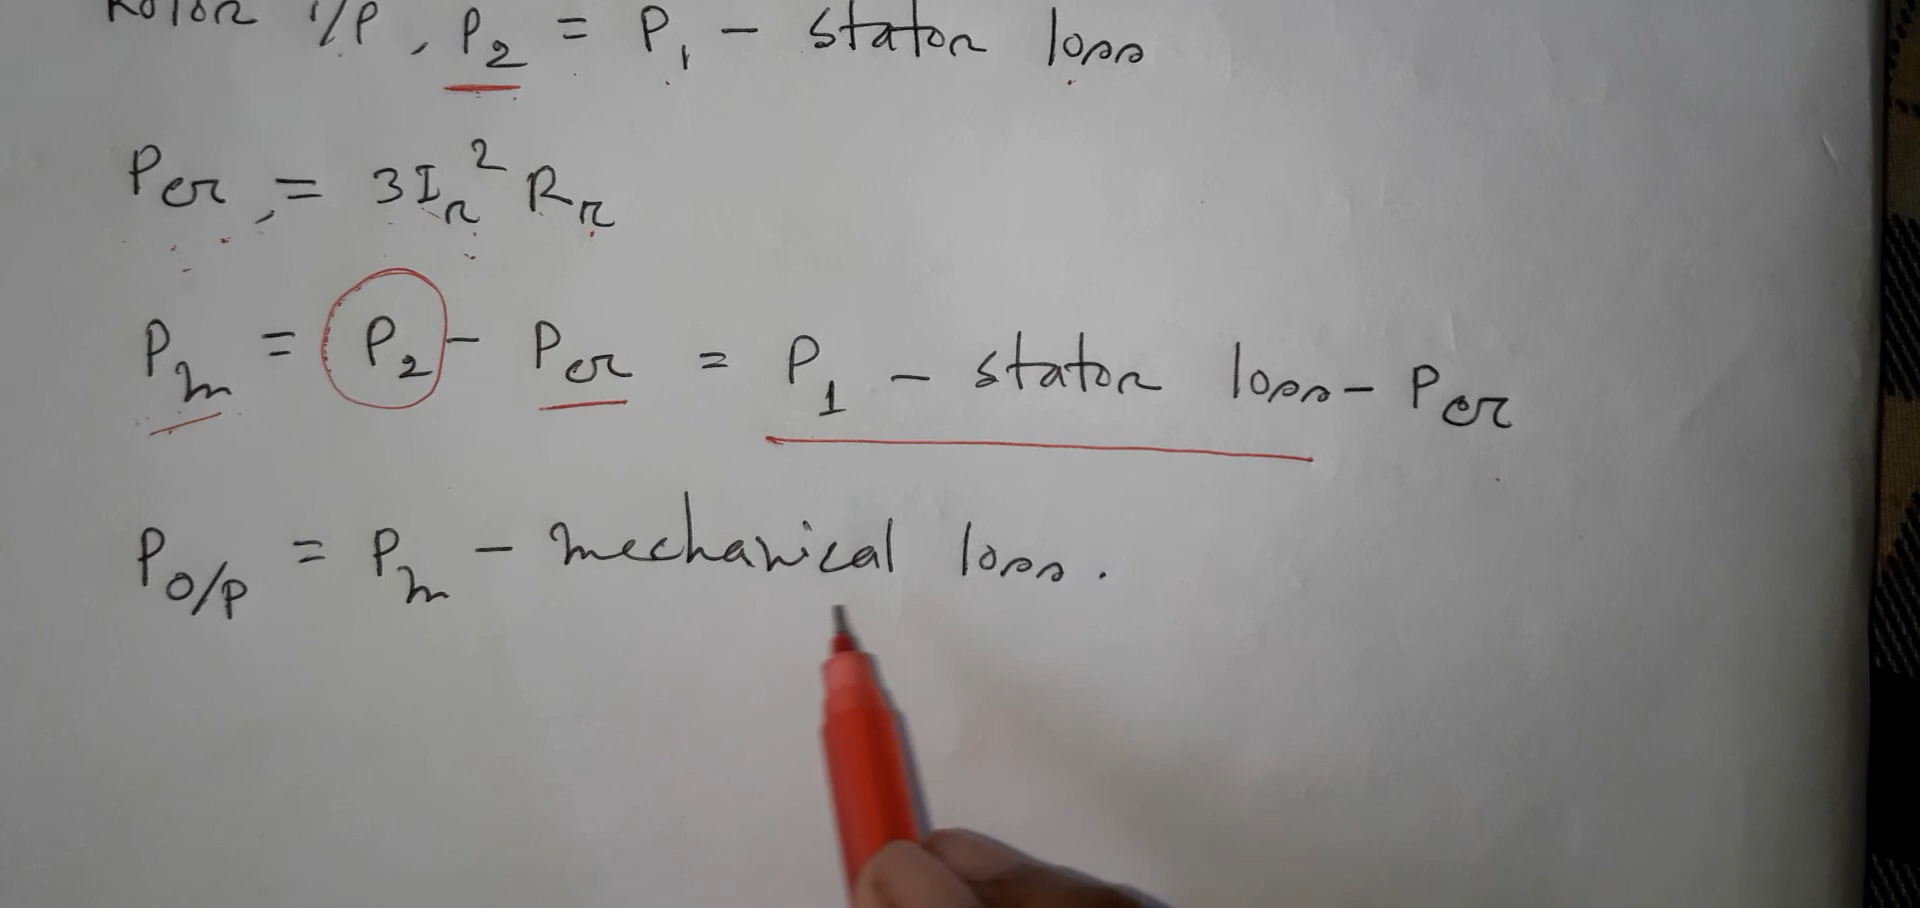 Rotor i/p, P₂ = P₁ - stator loss
Pcr, = 3Ir² Rr
Pm = P₂ - Pcr = P₁ - stator loss - Pcr
Po/p = Pm - mechanical loss.